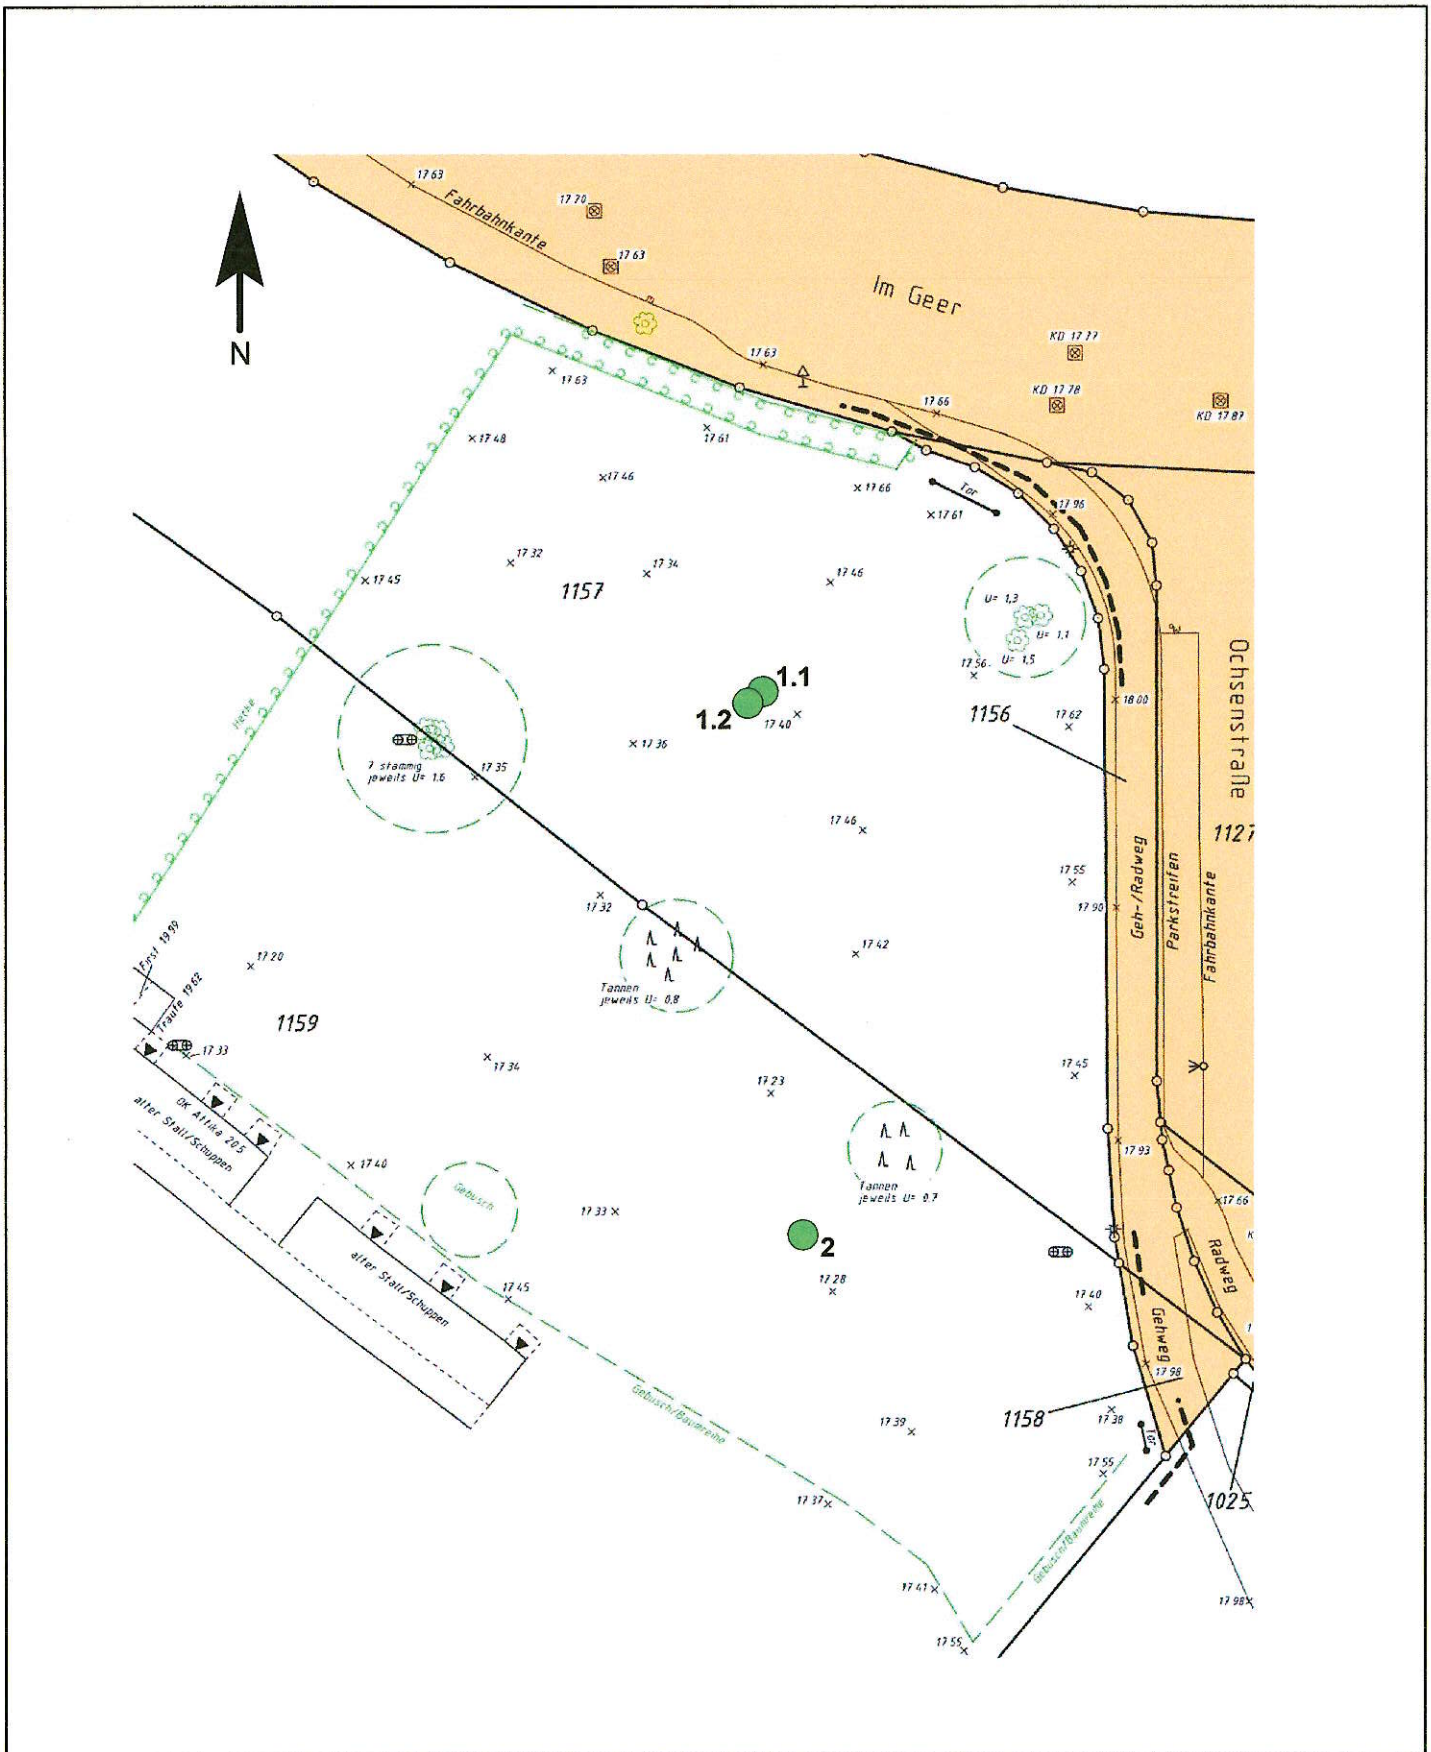 17 63
Fahrbahnkante
17 70
17 63
Im Geer
N
17 63
KD 17 77
KD 17 78
KD 17 87
17 66
17 63
17 48
17 61
17 46
17 66
Tor
17 61
17 96
17 32
17 34
17 45
1157
17 46
U= 1,3
U= 1,1
U= 1,5
17 56
Ochsenstraße
1.1
1.2
17 40
18 00
1156
17 62
Hecke
17 36
7 stammig
jeweils U= 1.6
17 35
17 46
1127
17 55
17 32
17 90
Geh-/Radweg
Parkstreifen
Fahrbahnkante
17 42
First 19 99
17 20
Traufe 19 62
Tannen
jeweils U= 0,8
1159
17 33
17 34
17 23
17 45
OK Attika 20 5
alter Stall/Schuppen
17 93
17 40
Gebusch
Tannen
jeweils U= 0.7
17 66
K
17 33
2
Radweg
alter Stall/Schuppen
17 45
17 28
17 40
Gehweg
1
17 98
Gebusch/Baumreihe
17 39
1158
17 38
Tor
17 55
17 37
1025
Gebusch/Baumreihe
17 41
17 98
17 55